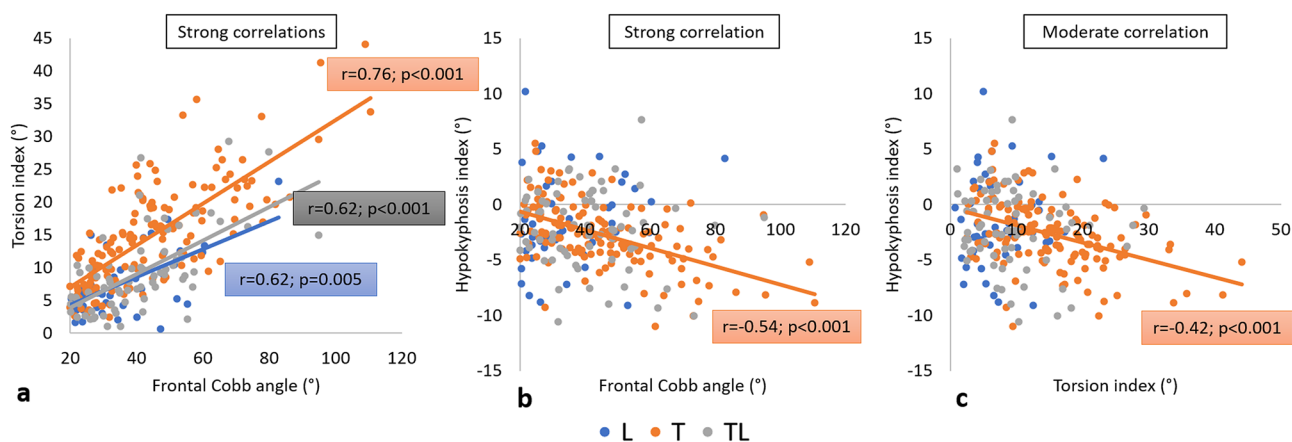 Strong correlations
45
40
35
30
25
20
15
10
5
0
Torsion index (°)
r=0.76; p<0.001
r=0.62; p<0.001
r=0.62; p=0.005
20 40 60 80 100 120
Frontal Cobb angle (°)
a
Strong correlation
15
10
5
0
-5
-10
-15
Hypokyphosis index (°)
20 40 60 80 100 120
r=-0.54; p<0.001
Frontal Cobb angle (°)
b
Moderate correlation
15
10
5
0
-5
-10
-15
Hypokyphosis index (°)
0 10 20 30 40 50
r=-0.42; p<0.001
Torsion index (°)
c
L T TL